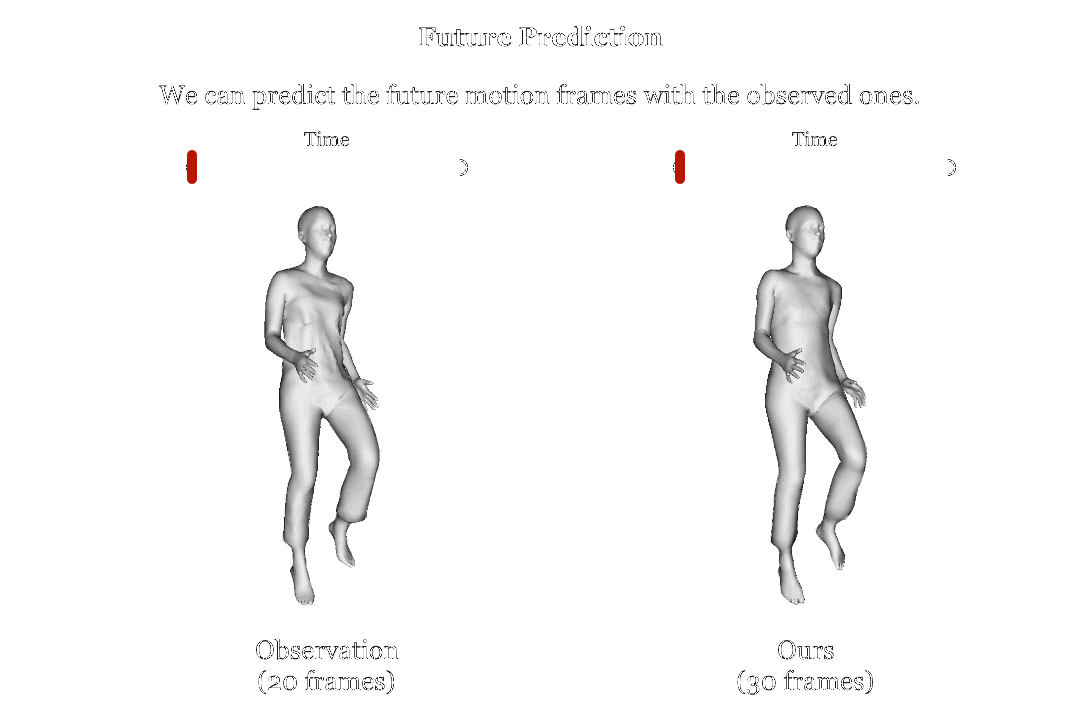 Future Prediction
We can predict the future motion frames with the observed ones.
Time
Time
Observation
(20 frames)
Ours
(30 frames)